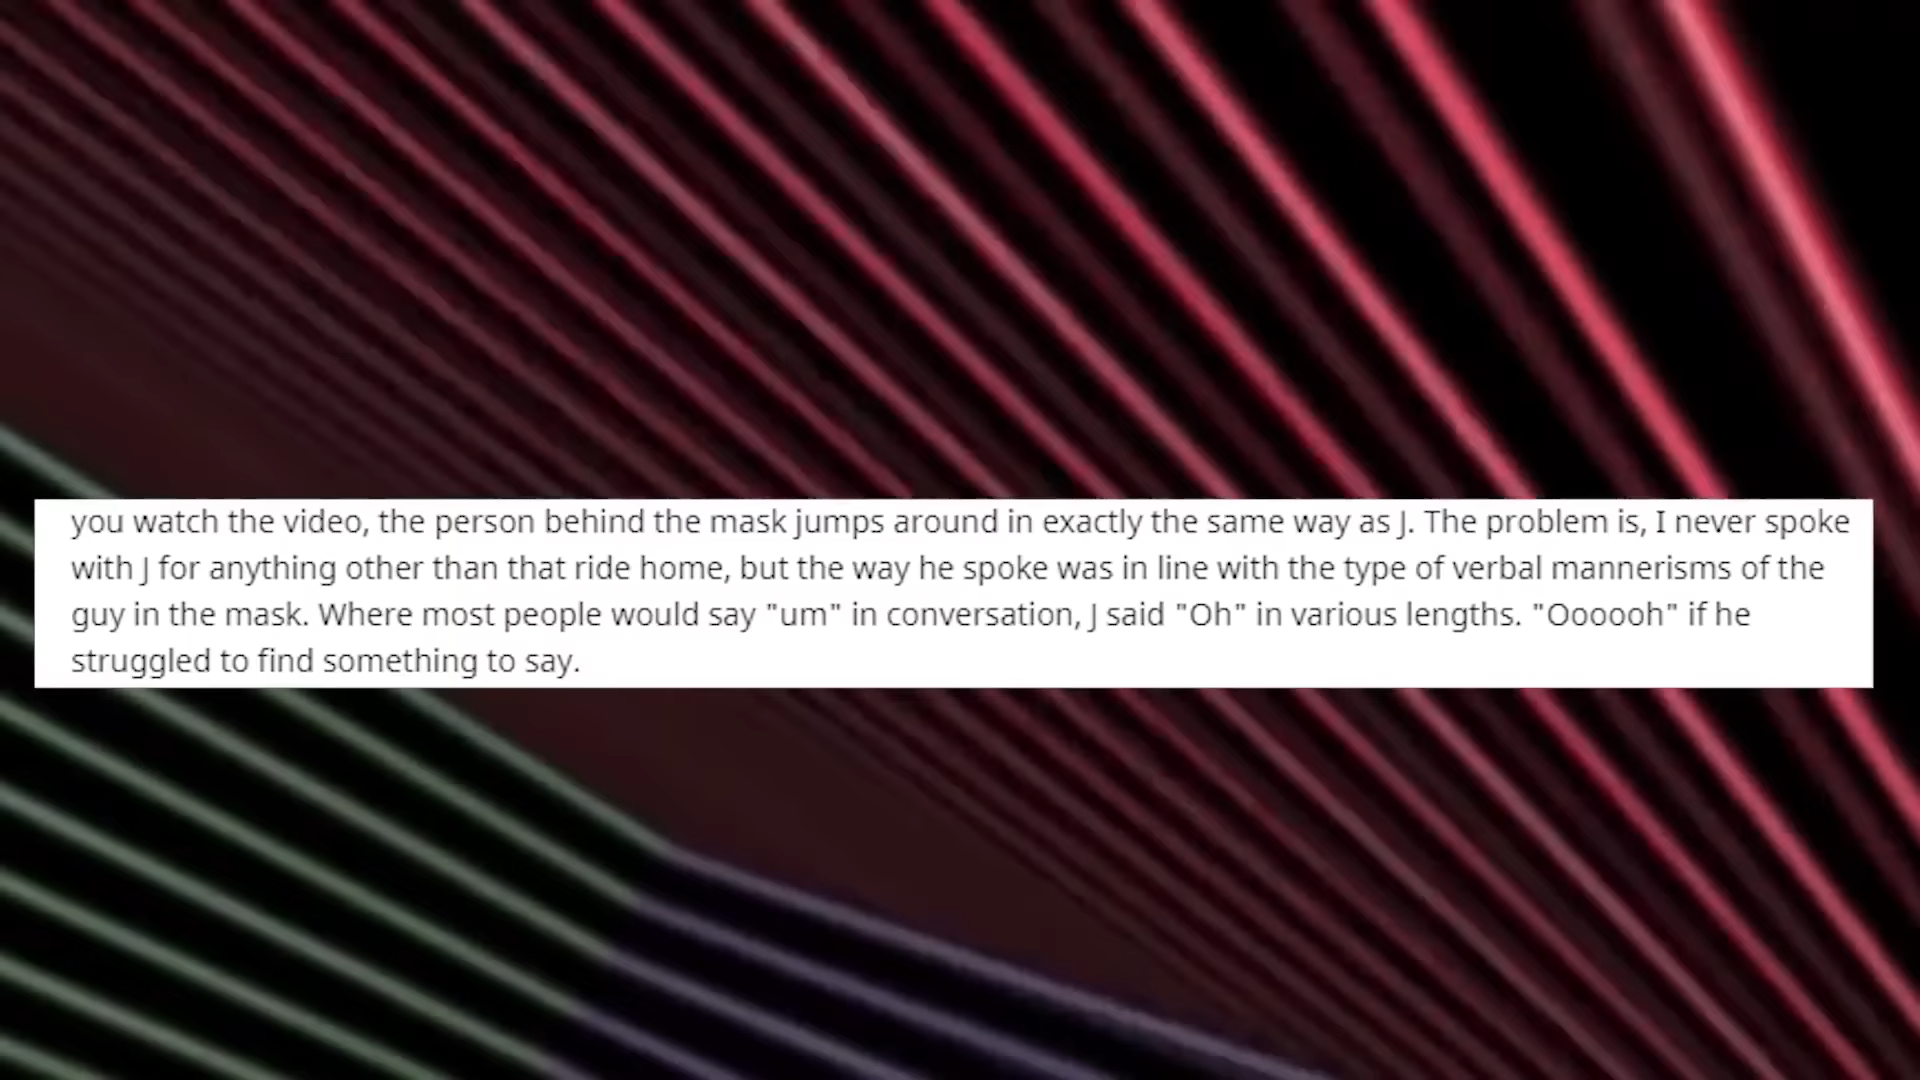 you watch the video, the person behind the mask jumps around in exactly the same way as J. The problem is, I never spoke
with J for anything other than that ride home, but the way he spoke was in line with the type of verbal mannerisms of the
guy in the mask. Where most people would say "um" in conversation, J said "Oh" in various lengths. "Oooooh" if he
struggled to find something to say.